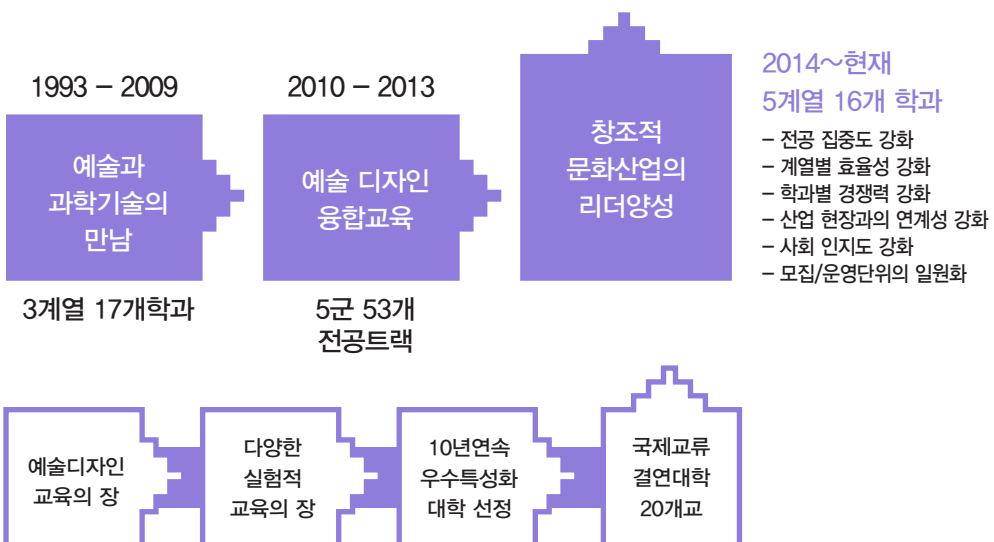 1993 – 2009
예술과
과학기술의
만남
3계열 17개학과
2010 – 2013
예술 디자인
융합교육
5군 53개
전공트랙
창조적
문화산업의
리더양성
2014~현재
5계열 16개 학과
– 전공 집중도 강화
– 계열별 효율성 강화
– 학과별 경쟁력 강화
– 산업 현장과의 연계성 강화
– 사회 인지도 강화
– 모집/운영단위의 일원화
예술디자인
교육의 장
다양한
실험적
교육의 장
10년연속
우수특성화
대학 선정
국제교류
결연대학
20개교